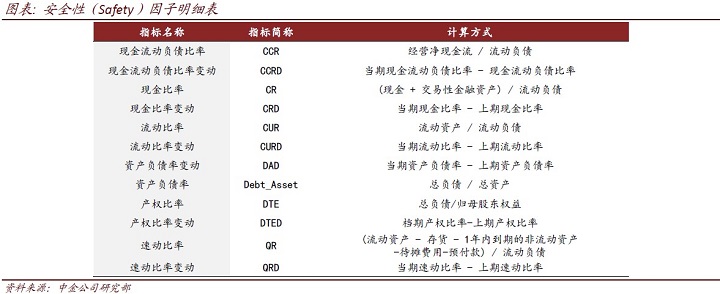 图表: 安全性 (Safety) 因子明细表
指标名称 指标简称 计算方式
现金流动负债比率 CCR 经营净现金流 / 流动负债
现金流动负债比率变动 CCRD 当期现金流动负债比率 - 现金流动负债比率
现金比率 CR (现金 + 交易性金融资产) / 流动负债
现金比率变动 CRD 当期现金比率 - 上期现金比率
流动比率 CUR 流动资产 / 流动负债
流动比率变动 CURD 当期流动比率 - 上期流动比率
资产负债率变动 DAD 当期资产负债率 - 上期资产负债率
资产负债率 Debt_Asset 总负债 / 总资产
产权比率 DTE 总负债/归母股东权益
产权比率变动 DTED 档期产权比率-上期产权比率
速动比率 QR (流动资产 - 存货 - 1年内到期的非流动资产
-待摊费用-预付款) / 流动负债
速动比率变动 QRD 当期速动比率 - 上期速动比率
资料来源: 中金公司研究部